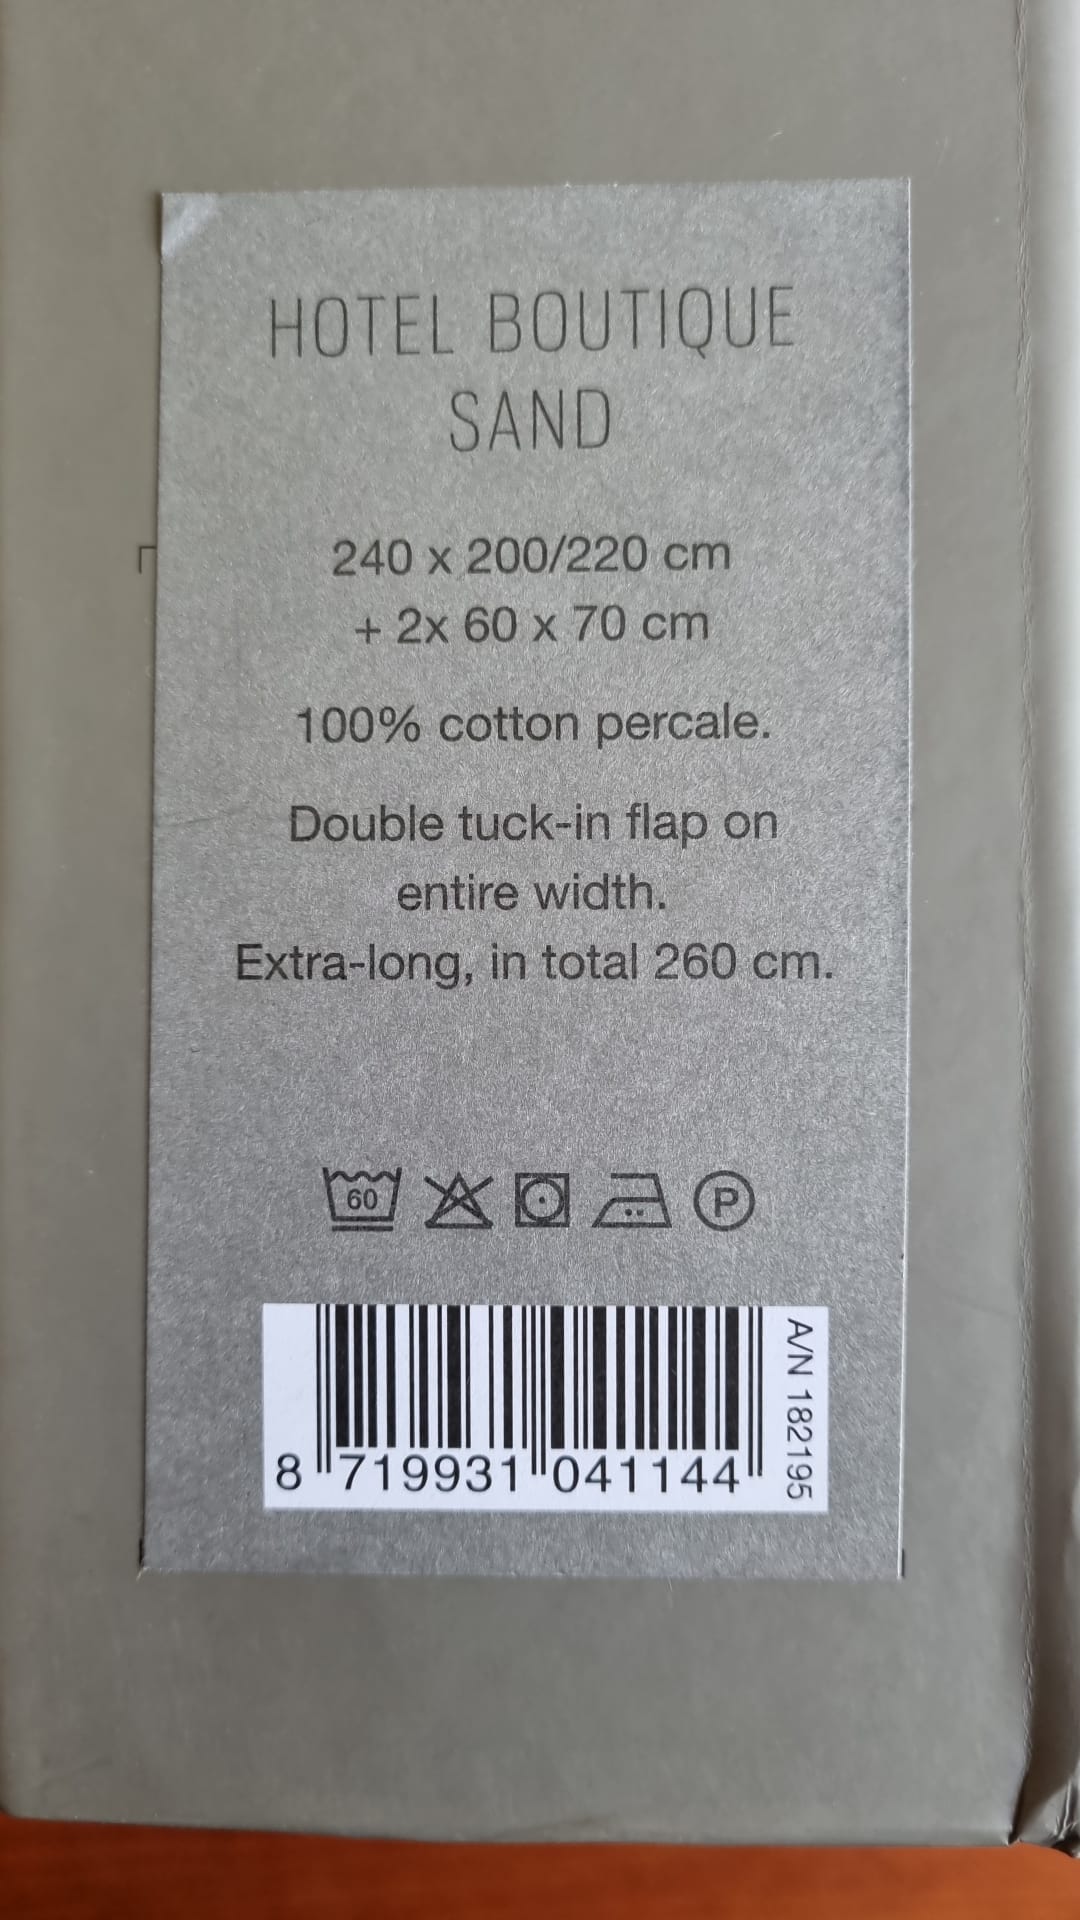 HOTEL BOUTIQUE
SAND
240 x 200/220 cm
+ 2x 60 x 70 cm
100% cotton percale.
Double tuck-in flap on
entire width.
Extra-long, in total 260 cm.
60 P
8 719931 041144
A/N 182195